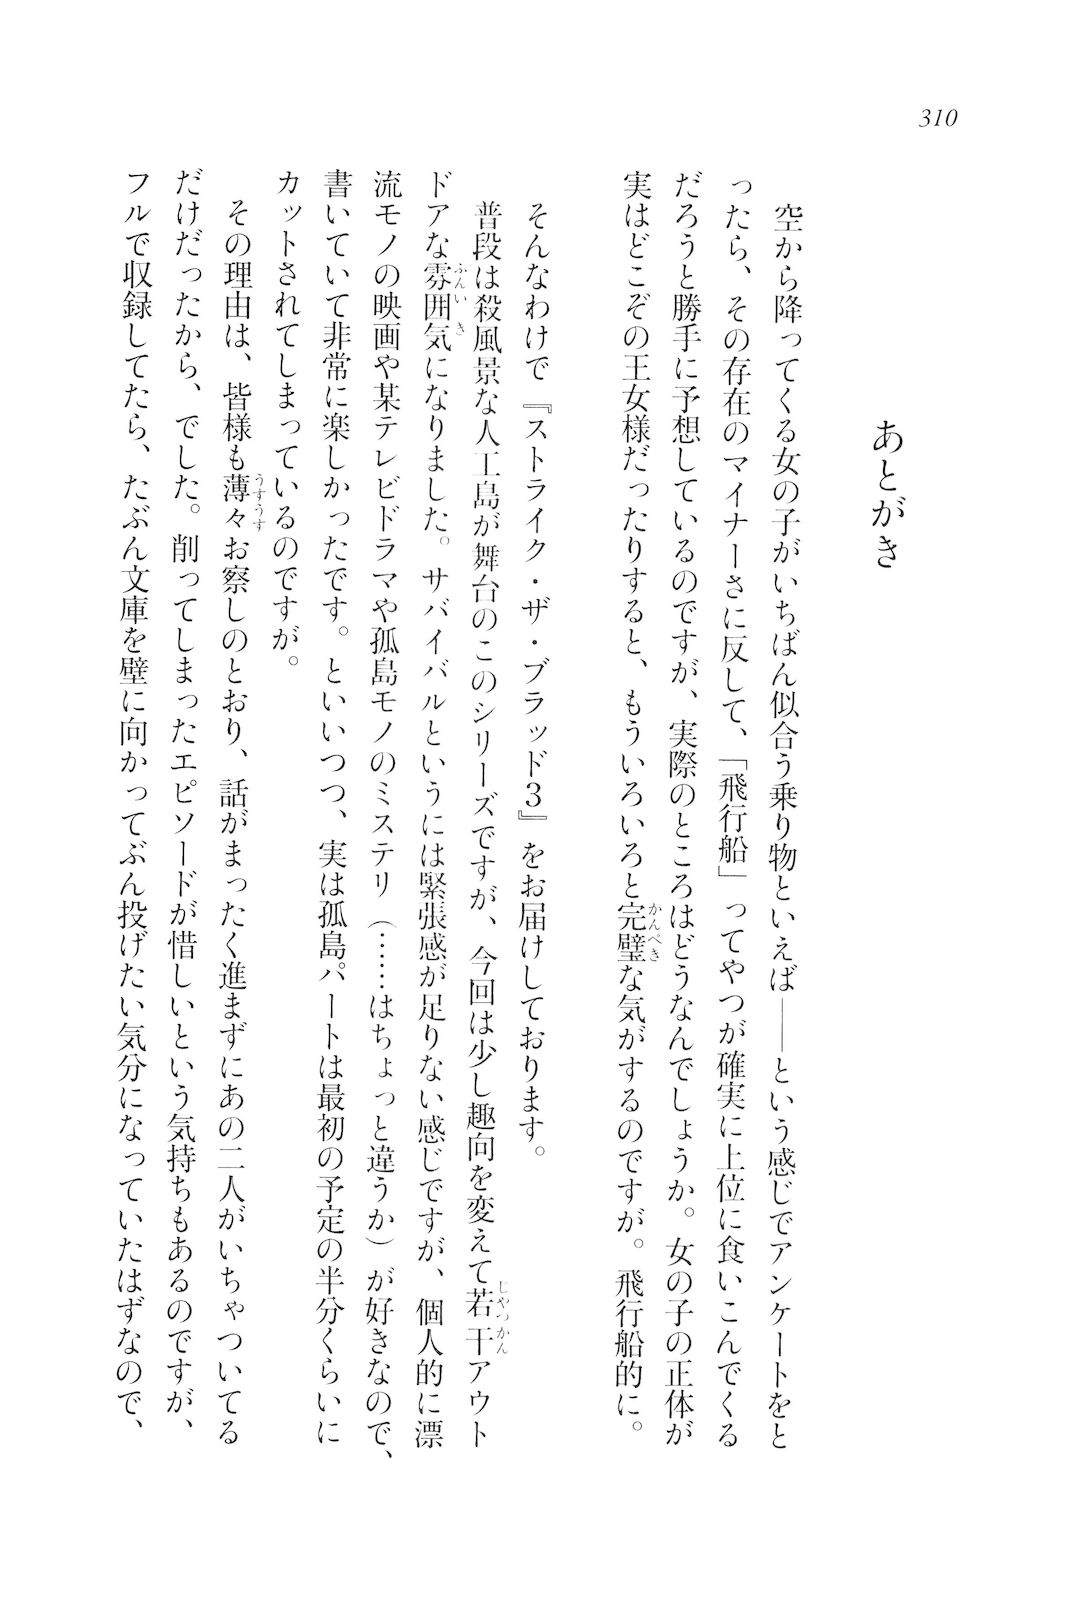 310
あとがき
空から降ってくる女の子がいちばん似合う乗り物といえば――という感じでアンケートをと
ったら、その存在のマイナーさに反して、「飛行船」ってやつが確実に上位に食いこんでくる
だろうと勝手に予想しているのですが、実際のところはどうなんでしょうか。女の子の正体が
実はどこぞの王女様だったりすると、もういろいろと完璧な気がするのですが。飛行船的に。
そんなわけで『ストライク・ザ・ブラッド3』をお届けしております。
普段は殺風景な人工島が舞台のこのシリーズですが、今回は少し趣向を変えて若干アウト
ドアな雰囲気になりました。サバイバルというには緊張感が足りない感じですが、個人的に漂
流モノの映画や某テレビドラマや孤島モノのミステリ（……はちょっと違うか）が好きなので、
書いていて非常に楽しかったです。といいつつ、実は孤島パートは最初の予定の半分くらいに
カットされてしまっているのですが。
その理由は、皆様も薄々お察しのとおり、話がまったく進まずにあの二人がいちゃついてる
だけだったから、でした。削ってしまったエピソードが惜しいという気持ちもあるのですが、
フルで収録してたら、たぶん文庫を壁に向かってぶん投げたい気分になっていたはずなので、